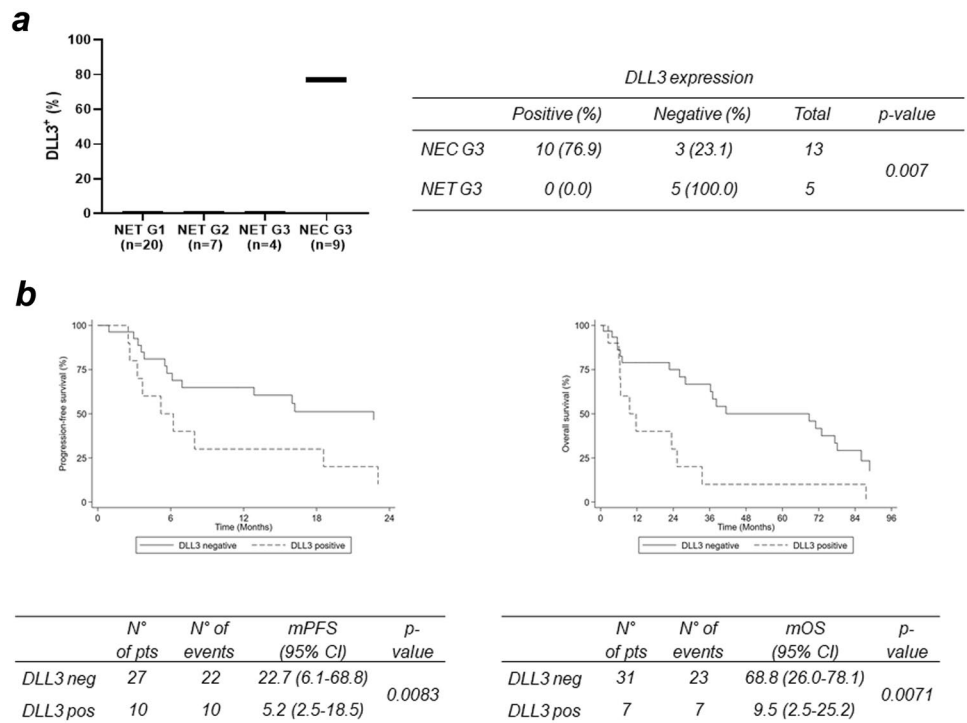 a
DLL3+ (%)
100
80
60
40
20
0
NET G1 NET G2 NET G3 NEC G3
(n=20) (n=7) (n=4) (n=9)
DLL3 expression
Positive (%) Negative (%) Total p-value
NEC G3 10 (76.9) 3 (23.1) 13
0.007
NET G3 0 (0.0) 5 (100.0) 5
b
Progression-free survival (%)
100
75
50
25
0
0 6 12 18 24
Time (Months)
DLL3 negative DLL3 positive
Overall survival (%)
100
75
50
25
0
0 12 24 36 48 60 72 84 96
Time (Months)
DLL3 negative DLL3 positive
N° N° of mPFS p-
of pts events (95% CI) value
DLL3 neg 27 22 22.7 (6.1-68.8)
0.0083
DLL3 pos 10 10 5.2 (2.5-18.5)
N° N° of mOS p-
of pts events (95% CI) value
DLL3 neg 31 23 68.8 (26.0-78.1)
0.0071
DLL3 pos 7 7 9.5 (2.5-25.2)